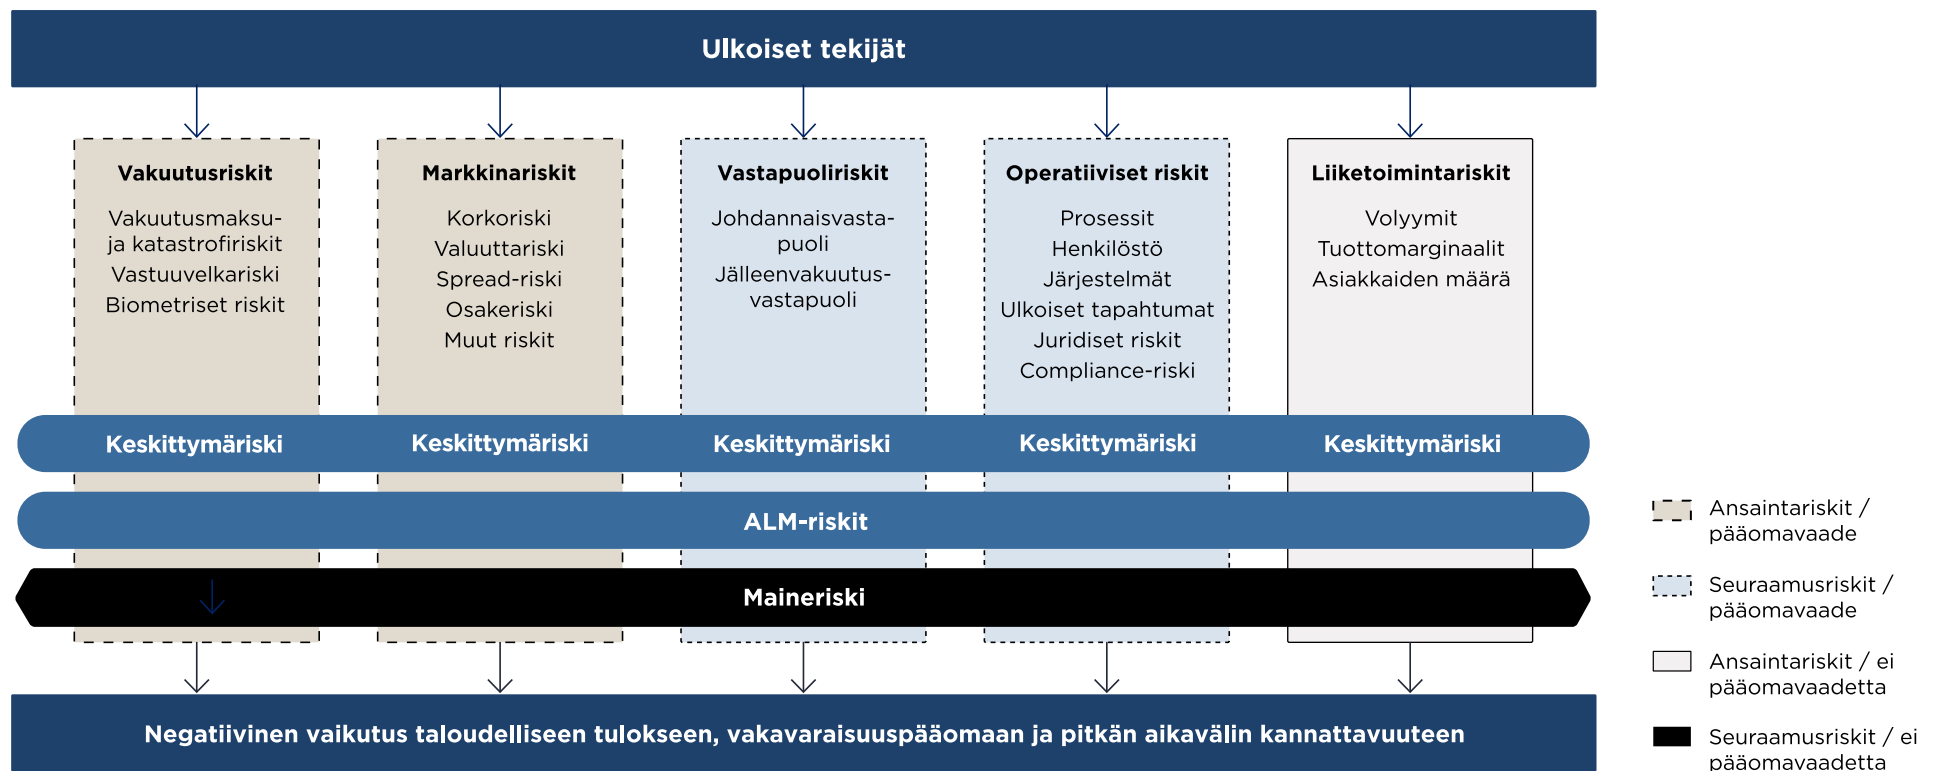 Ulkoiset tekijät
Vakuutusriskit
Vakuutusmaksu-
ja katastrofiriskit
Vastuuvelkariski
Biometriset riskit
Markkinariskit
Korkoriski
Valuuttariski
Spread-riski
Osakeriski
Muut riskit
Vastapuoliriskit
Johdannaisvasta-
puoli
Jälleenvakuutus-
vastapuoli
Operatiiviset riskit
Prosessit
Henkilöstö
Järjestelmät
Ulkoiset tapahtumat
Juridiset riskit
Compliance-riski
Liiketoimintariskit
Volyymit
Tuottomarginaalit
Asiakkaiden määrä
Keskittymäriski
Keskittymäriski
Keskittymäriski
Keskittymäriski
Keskittymäriski
ALM-riskit
Maineriski
Negatiivinen vaikutus taloudelliseen tulokseen, vakavaraisuuspääomaan ja pitkän aikavälin kannattavuuteen
Ansaintariskit /
pääomavaade
Seuraamusriskit /
pääomavaade
Ansaintariskit / ei
pääomavaadetta
Seuraamusriskit / ei
pääomavaadetta